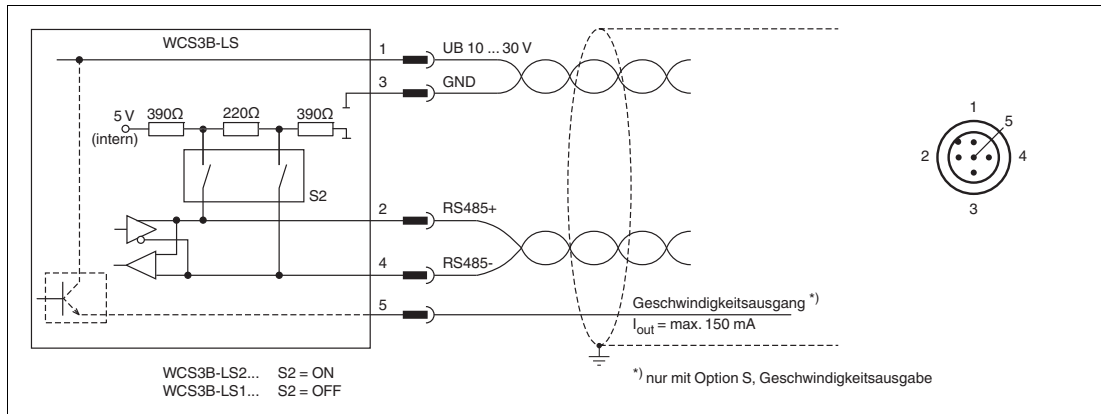 WCS3B-LS
1
UB 10 ... 30 V
3
GND
5 V
(intern)
390Ω
220Ω
390Ω
S2
2
RS485+
4
RS485-
5
Geschwindigkeitsausgang *)
Iout = max. 150 mA
WCS3B-LS2... S2 = ON
WCS3B-LS1... S2 = OFF
*) nur mit Option S, Geschwindigkeitsausgabe
1
5
2
4
3